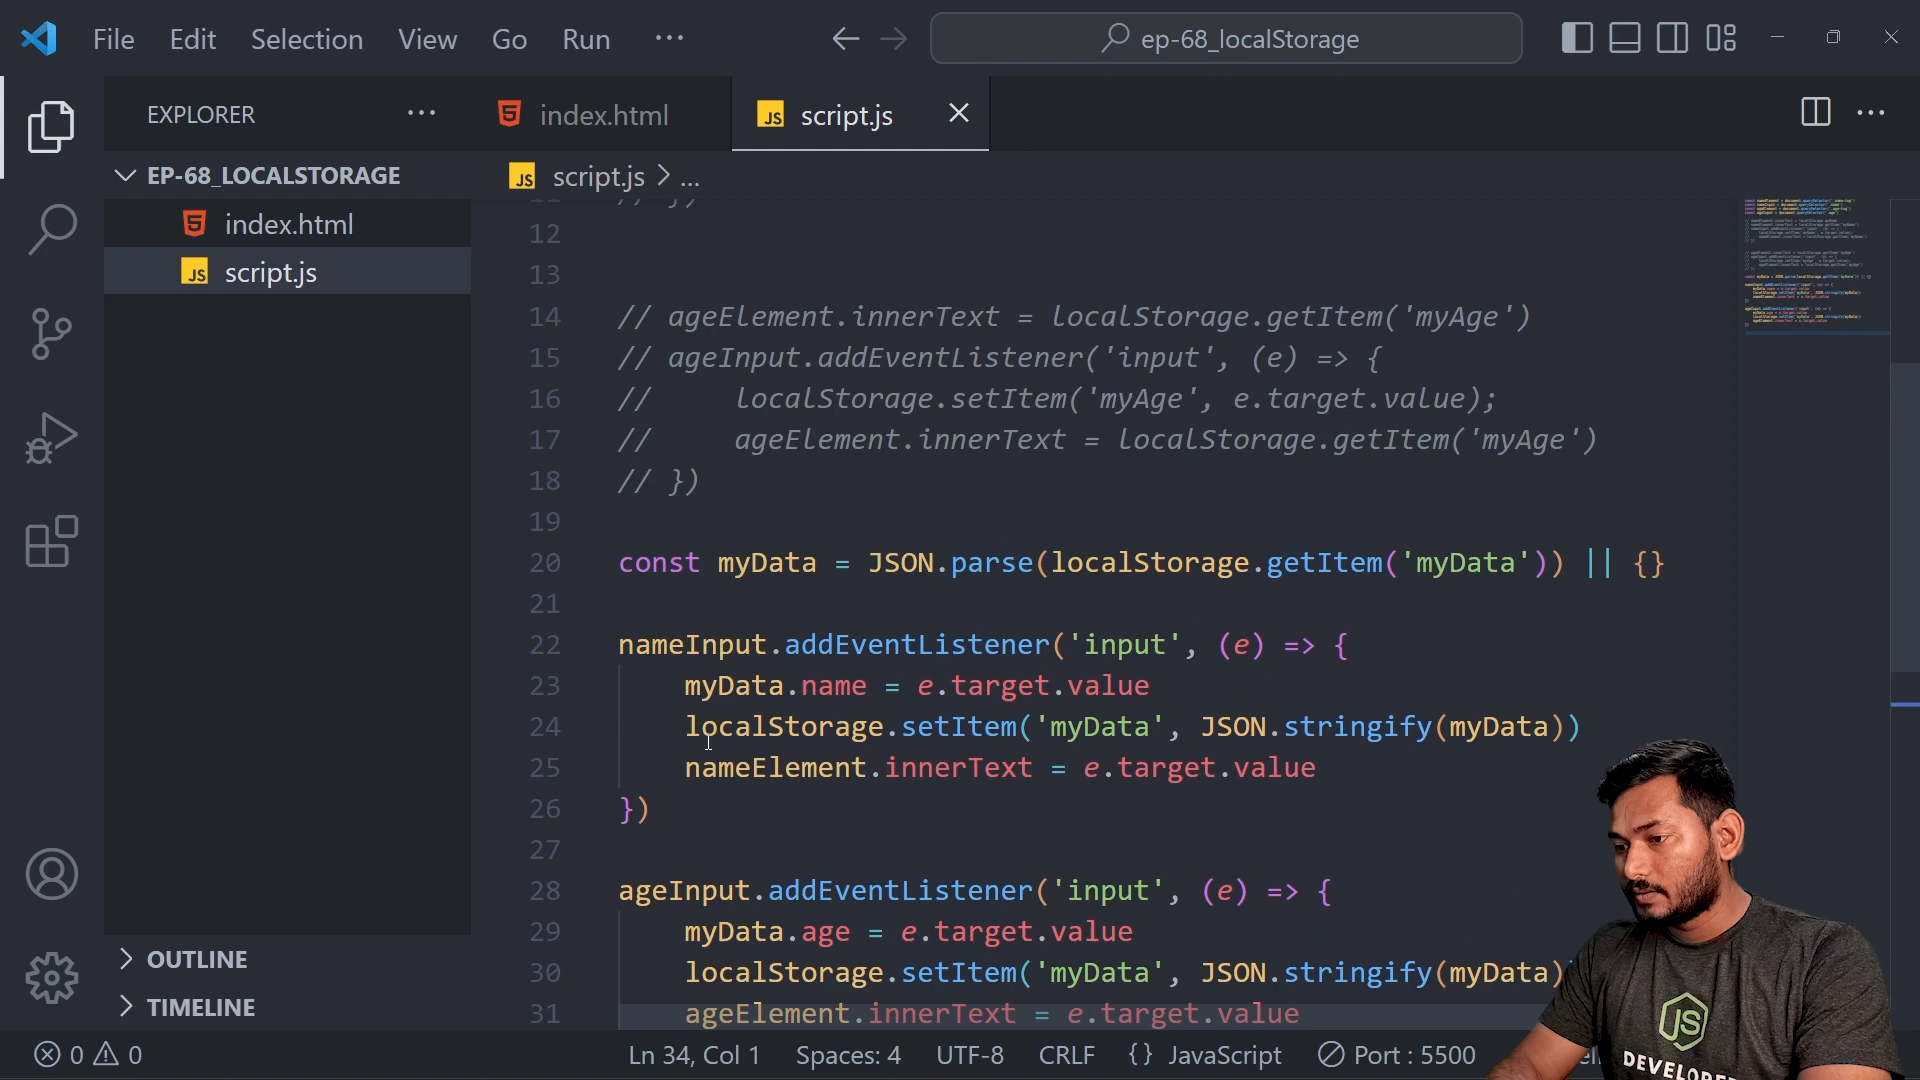 File Edit Selection View Go Run ···
ep-68_localStorage
EXPLORER ···
index.html
script.js
EP-68_LOCALSTORAGE
index.html
script.js
OUTLINE
TIMELINE
script.js > ...
12
13
14 // ageElement.innerText = localStorage.getItem('myAge')
15 // ageInput.addEventListener('input', (e) => {
16 //     localStorage.setItem('myAge', e.target.value);
17 //     ageElement.innerText = localStorage.getItem('myAge')
18 // })
19
20 const myData = JSON.parse(localStorage.getItem('myData')) || {}
21
22 nameInput.addEventListener('input', (e) => {
23     myData.name = e.target.value
24     localStorage.setItem('myData', JSON.stringify(myData))
25     nameElement.innerText = e.target.value
26 })
27
28 ageInput.addEventListener('input', (e) => {
29     myData.age = e.target.value
30     localStorage.setItem('myData', JSON.stringify(myData)
31     ageElement.innerText = e.target.value
0 0 Ln 34, Col 1 Spaces: 4 UTF-8 CRLF {} JavaScript Port : 5500
JS